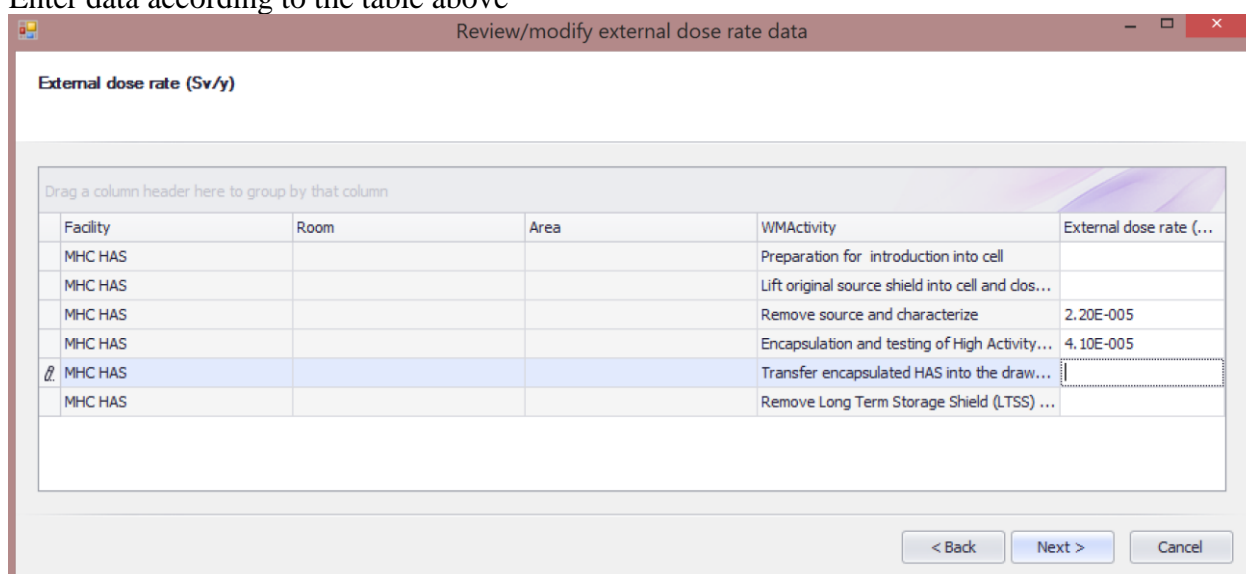 Enter data according to the table above
Review/modify external dose rate data
External dose rate (Sv/y)
Drag a column header here to group by that column
Facility Room Area WMActivity External dose rate (...
MHC HAS Preparation for introduction into cell
MHC HAS Lift original source shield into cell and clos...
MHC HAS Remove source and characterize 2.20E-005
MHC HAS Encapsulation and testing of High Activity... 4.10E-005
MHC HAS Transfer encapsulated HAS into the draw...
MHC HAS Remove Long Term Storage Shield (LTSS) ...
< Back Next > Cancel